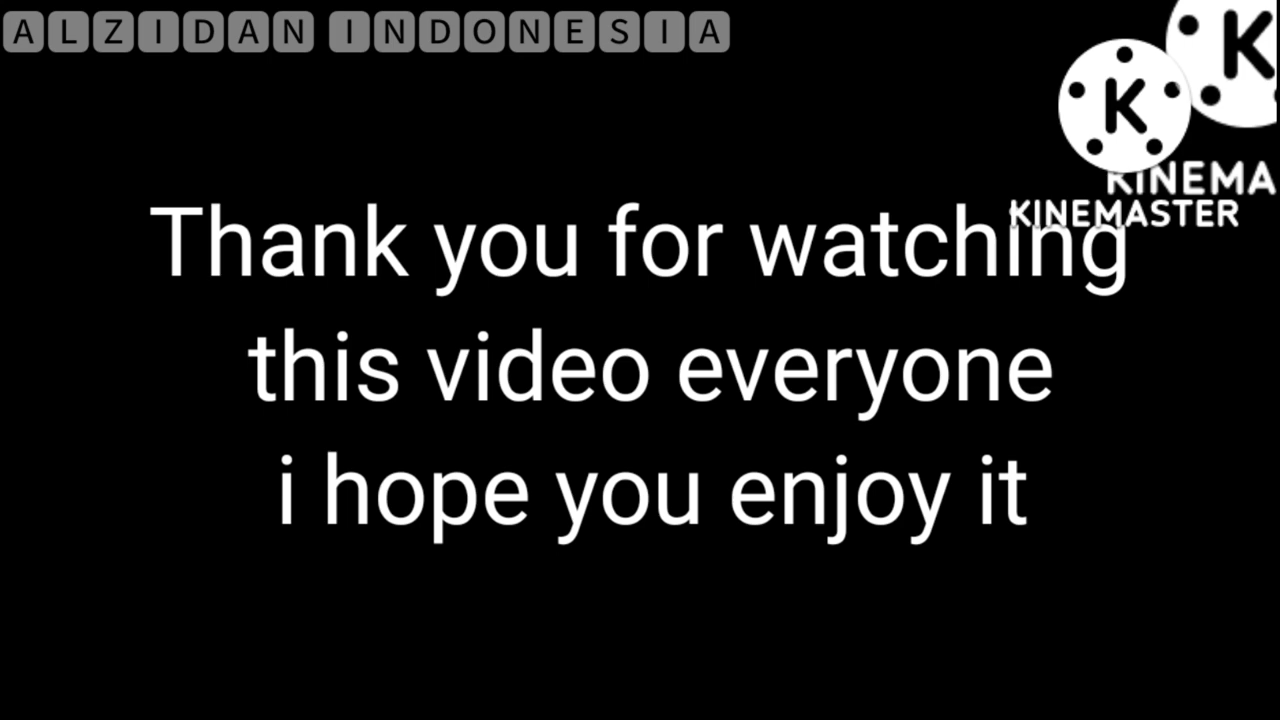 ALZIDAN INDONESIA
K
K
KINEMA
KINEMASTER
Thank you for watching
this video everyone
i hope you enjoy it